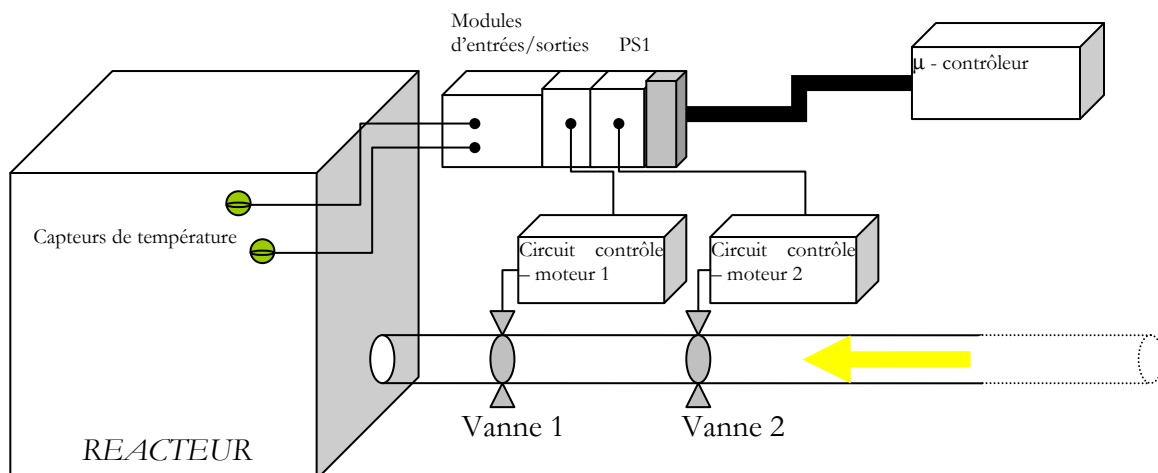 Modules
d'entrées/sorties
PS1
μ - contrôleur
Capteurs de température
Circuit contrôle
– moteur 1
Circuit contrôle
– moteur 2
Vanne 1
Vanne 2
REACTEUR